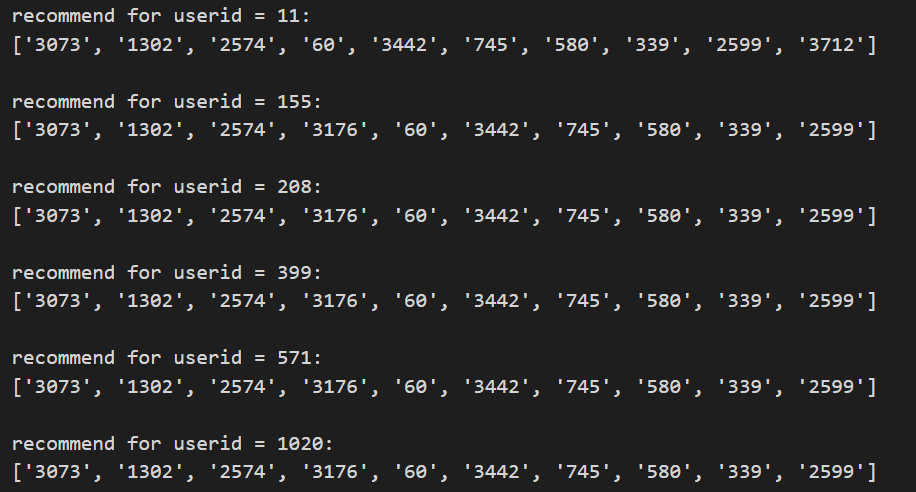 recommend for userid = 11:
['3073', '1302', '2574', '60', '3442', '745', '580', '339', '2599', '3712']
recommend for userid = 155:
['3073', '1302', '2574', '3176', '60', '3442', '745', '580', '339', '2599']
recommend for userid = 208:
['3073', '1302', '2574', '3176', '60', '3442', '745', '580', '339', '2599']
recommend for userid = 399:
['3073', '1302', '2574', '3176', '60', '3442', '745', '580', '339', '2599']
recommend for userid = 571:
['3073', '1302', '2574', '3176', '60', '3442', '745', '580', '339', '2599']
recommend for userid = 1020:
['3073', '1302', '2574', '3176', '60', '3442', '745', '580', '339', '2599']